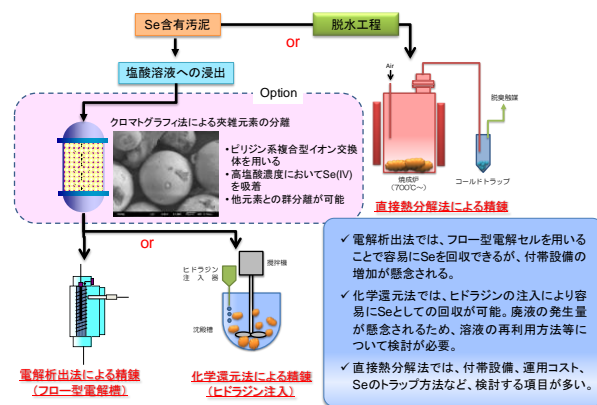 Se含有汚泥
or
脱水工程
塩酸溶液への浸出
Option
クロマトグラフィ法による夾雑元素の分離
• ピリジン系複合型イオン交換
体を用いる
• 高塩酸濃度においてSe(IV)
を吸着
• 他元素との群分離が可能
Air
脱臭触媒
焼成炉
(700℃～)
コールドトラップ
直接熱分解法による精錬
or
ヒドラジン
注入器
撹拌機
沈殿槽
電解析出法による精錬
(フロー型電解槽)
化学還元法による精錬
(ヒドラジン注入)
✓ 電解析出法では、フロー型電解セルを用いる
ことで容易にSeを回収できるが、付帯設備の
増加が懸念される。
✓ 化学還元法では、ヒドラジンの注入により容
易にSeとしての回収が可能。廃液の発生量
が懸念されるため、溶液の再利用方法等に
ついて検討が必要。
✓ 直接熱分解法では、付帯設備、運用コスト、
Seのトラップ方法など、検討する項目が多い。